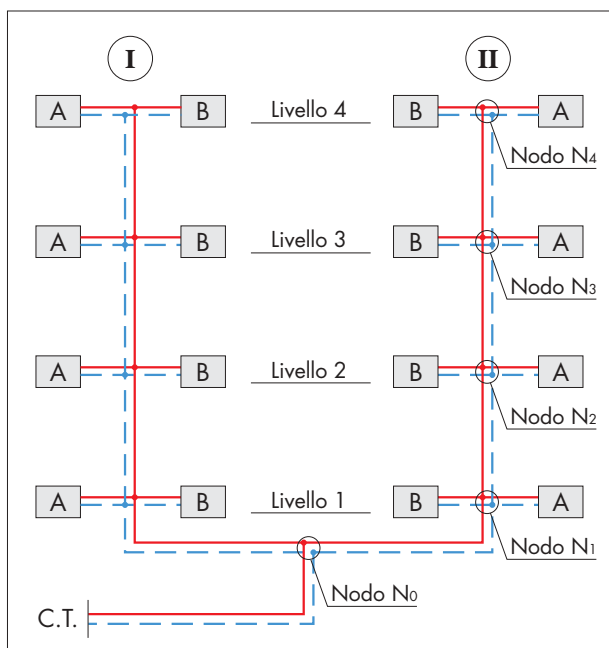 I II
A B Livello 4 B A
Nodo N4
A B Livello 3 B A
Nodo N3
A B Livello 2 B A
Nodo N2
A B Livello 1 B A
Nodo N1
Nodo N0
C.T.